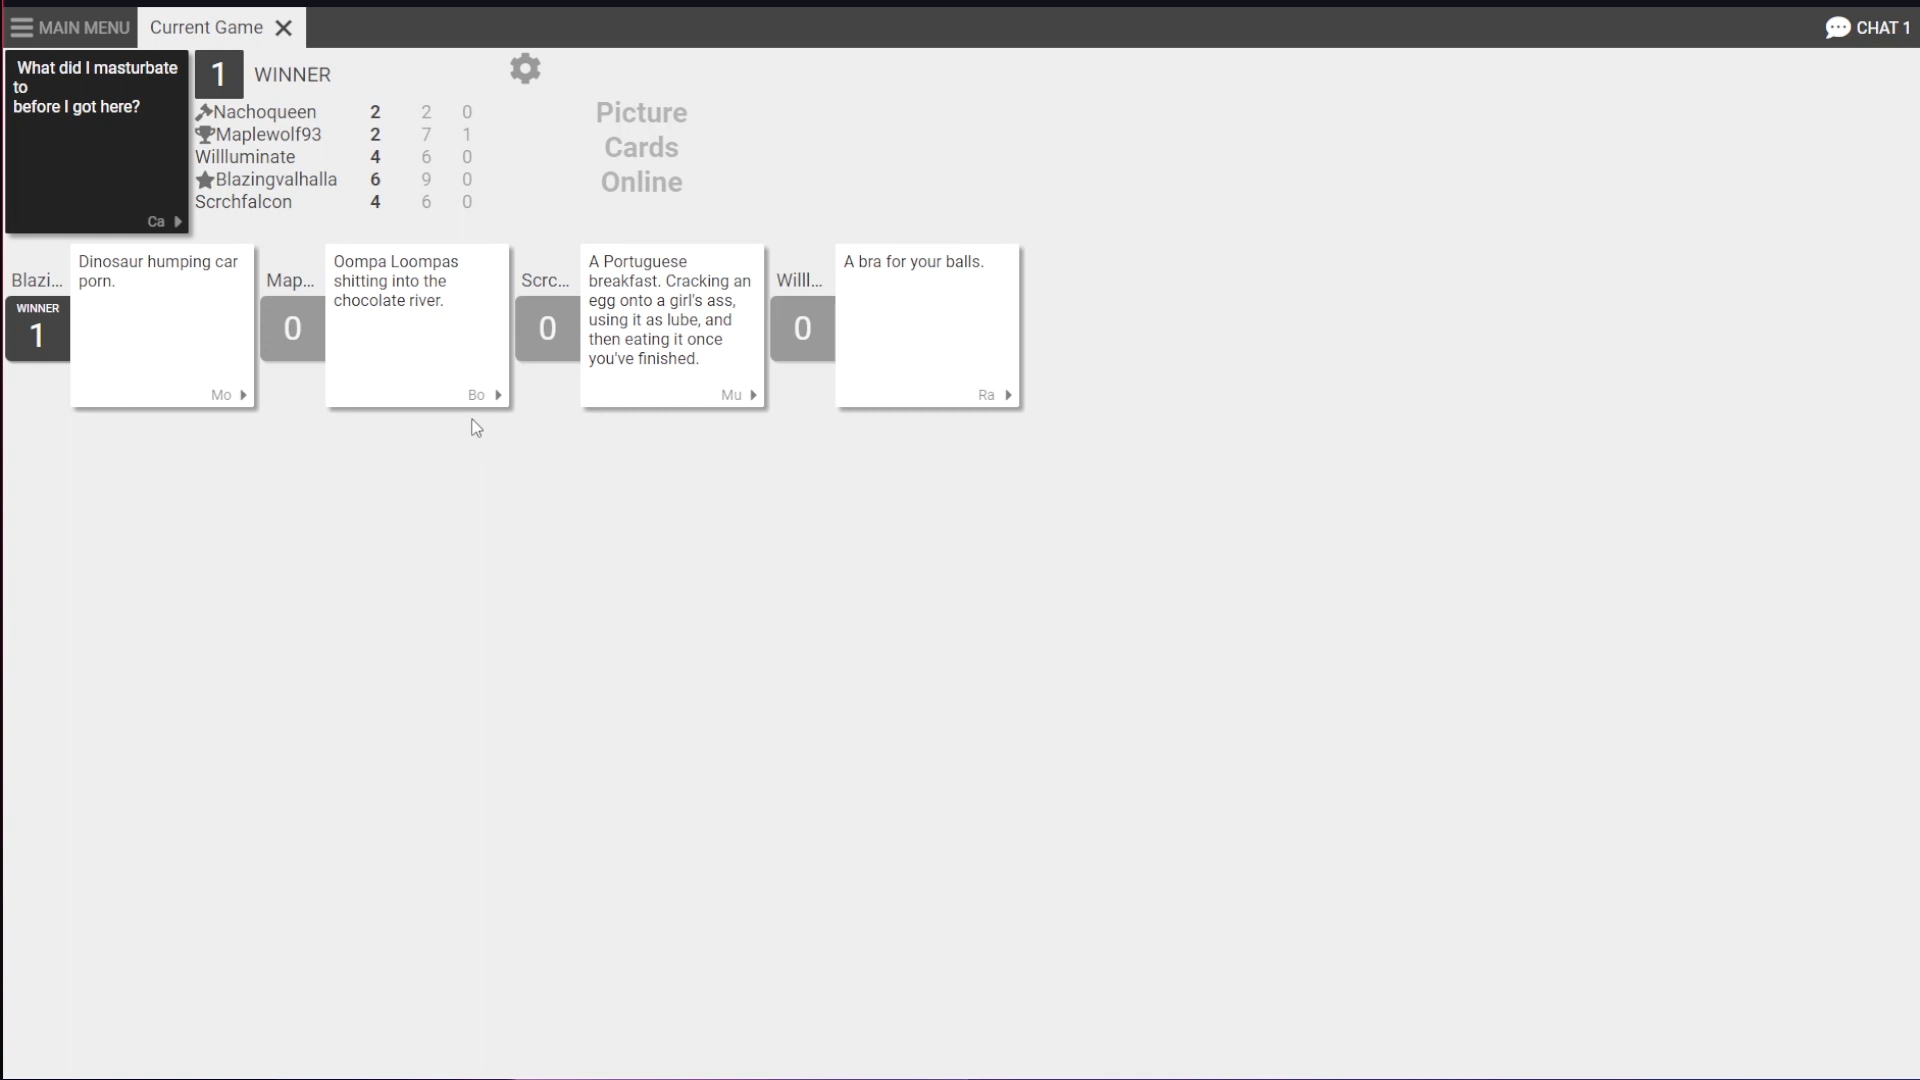 MAIN MENU
Current Game
CHAT 1
What did I masturbate
to
before I got here?
Ca
1 WINNER
Nachoqueen 2 2 0
Maplewolf93 2 7 1
Willluminate 4 6 0
Blazingvalhalla 6 9 0
Scrchfalcon 4 6 0
Picture
Cards
Online
Blazi...
WINNER
1
Dinosaur humping car
porn.
Mo
Map...
0
Oompa Loompas
shitting into the
chocolate river.
Bo
Scrc...
0
A Portuguese
breakfast. Cracking an
egg onto a girl's ass,
using it as lube, and
then eating it once
you've finished.
Mu
Willl...
0
A bra for your balls.
Ra